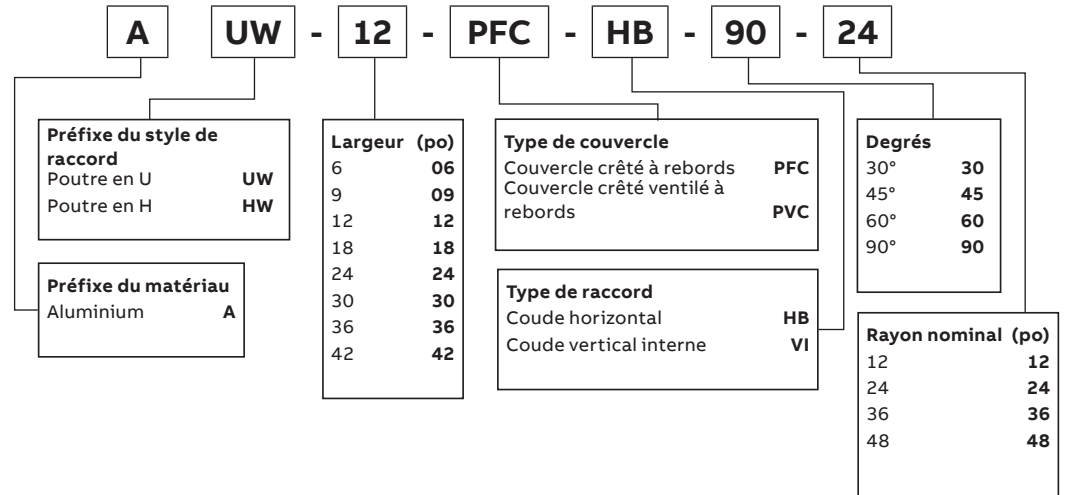 A UW - 12 - PFC - HB - 90 - 24
Préfixe du style de
raccord
Poutre en U UW
Poutre en H HW
Préfixe du matériau
Aluminium A
Largeur (po)
6 06
9 09
12 12
18 18
24 24
30 30
36 36
42 42
Type de couvercle
Couvercle crêté à rebords PFC
Couvercle crêté ventilé à
rebords PVC
Type de raccord
Coude horizontal HB
Coude vertical interne VI
Degrés
30° 30
45° 45
60° 60
90° 90
Rayon nominal (po)
12 12
24 24
36 36
48 48